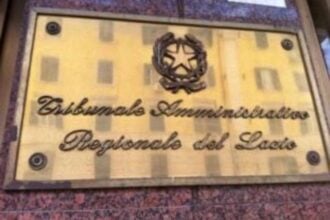 Tribunale Amministrativo
Regionale del Lazio